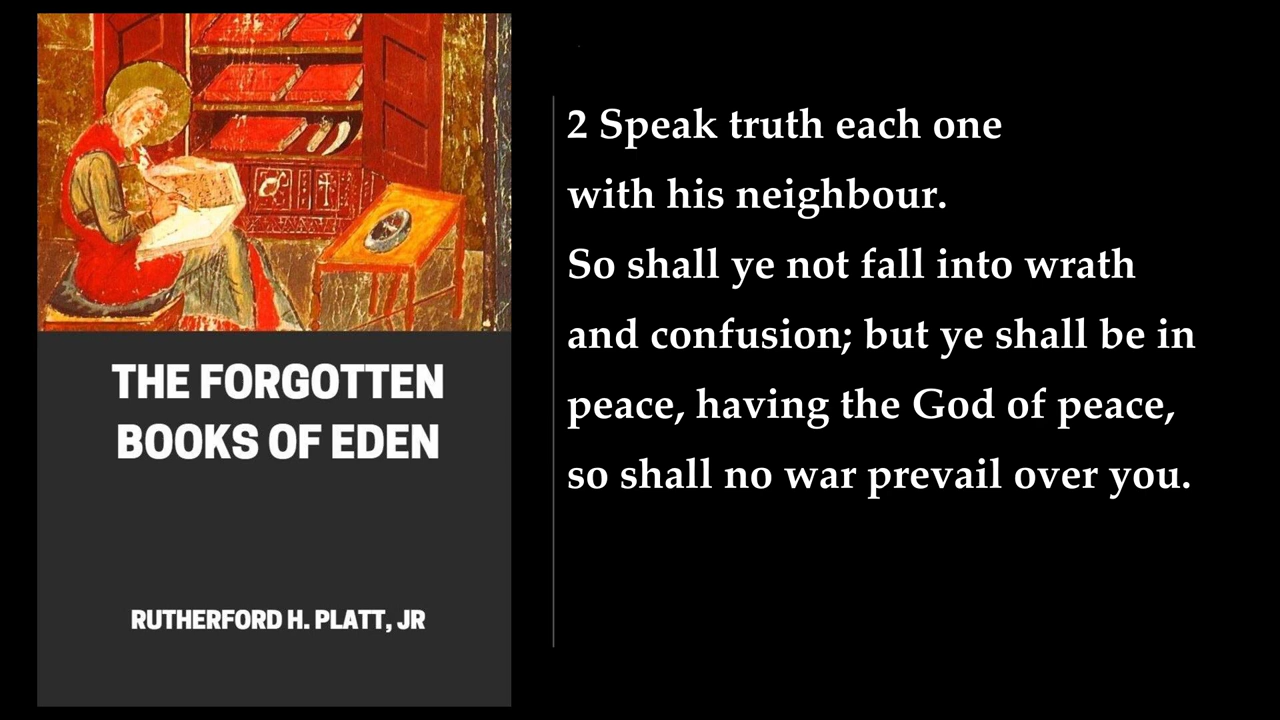 THE FORGOTTEN
BOOKS OF EDEN
RUTHERFORD H. PLATT, JR
2 Speak truth each one
with his neighbour.
So shall ye not fall into wrath
and confusion; but ye shall be in
peace, having the God of peace,
so shall no war prevail over you.